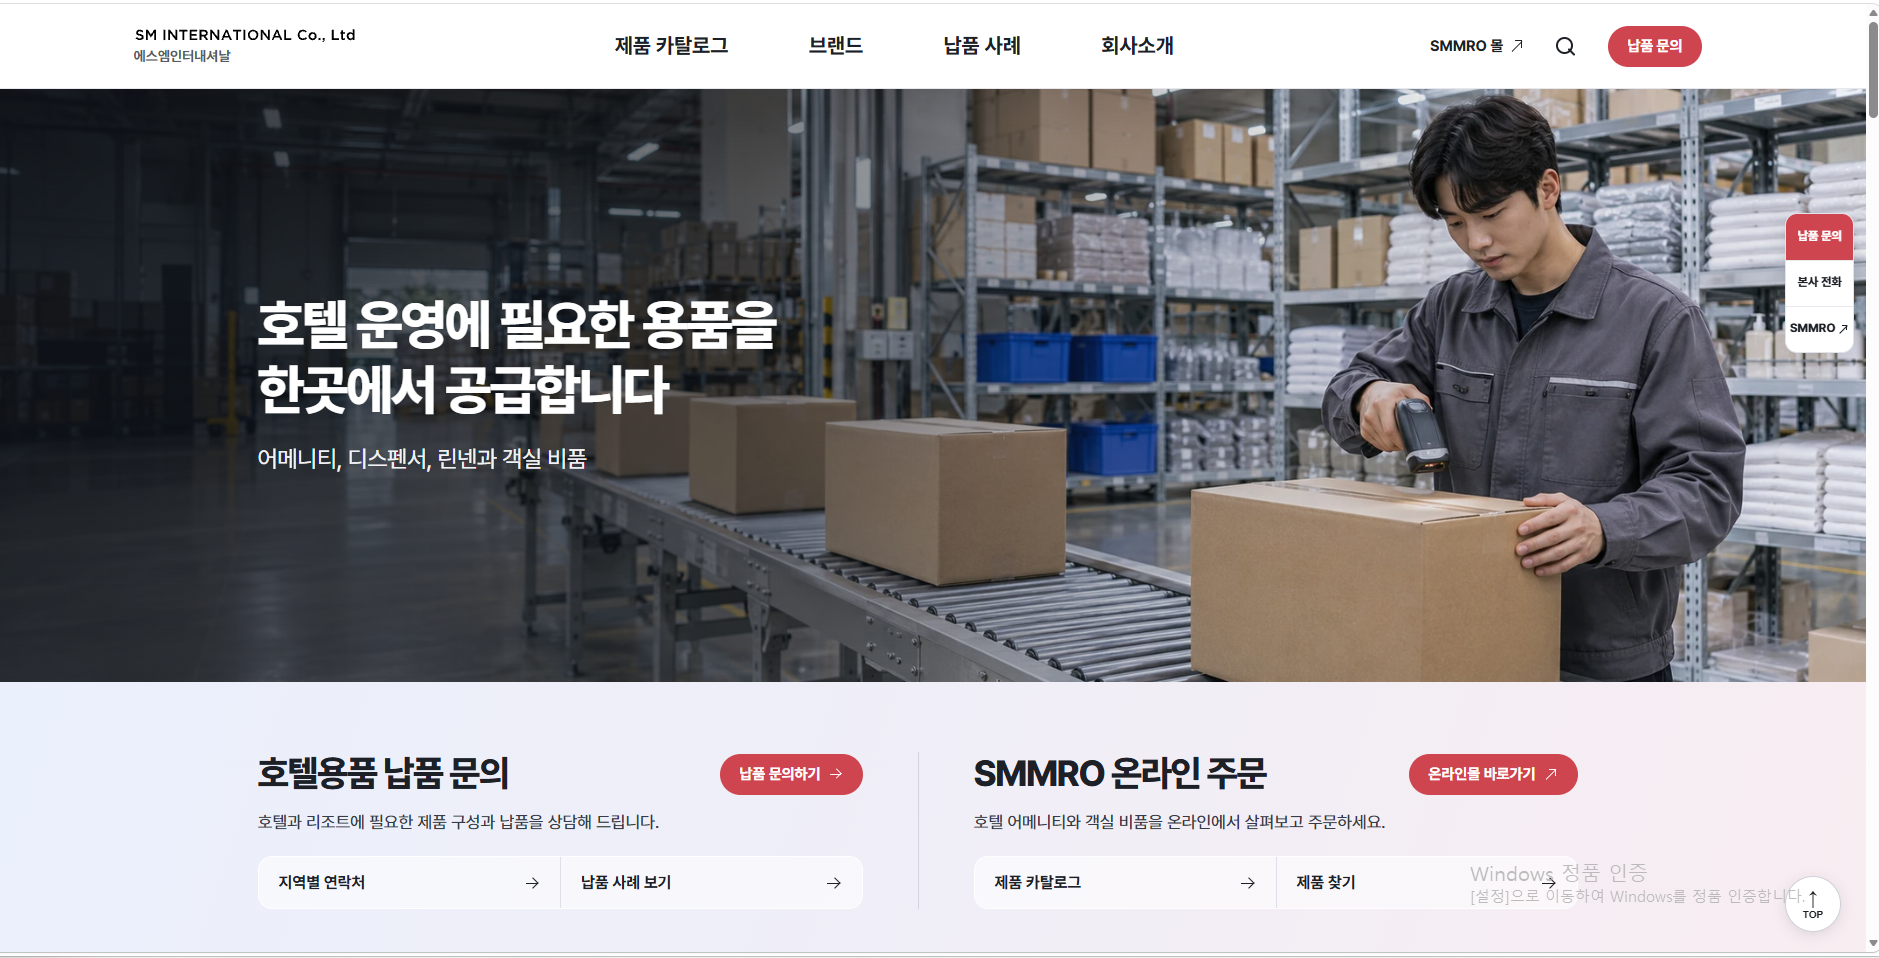 SM INTERNATIONAL Co., Ltd
에스엠인터내셔날
제품 카탈로그
브랜드
납품 사례
회사소개
SMMRO 몰
납품 문의
호텔 운영에 필요한 용품을
한곳에서 공급합니다
어메니티, 디스펜서, 린넨과 객실 비품
납품 문의
본사 전화
SMMRO
호텔용품 납품 문의
납품 문의하기
호텔과 리조트에 필요한 제품 구성과 납품을 상담해 드립니다.
지역별 연락처
납품 사례 보기
SMMRO 온라인 주문
온라인몰 바로가기
호텔 어메니티와 객실 비품을 온라인에서 살펴보고 주문하세요.
제품 카탈로그
제품 찾기
Windows 정품 인증
[설정]으로 이동하여 Windows를 정품 인증합니다.
TOP